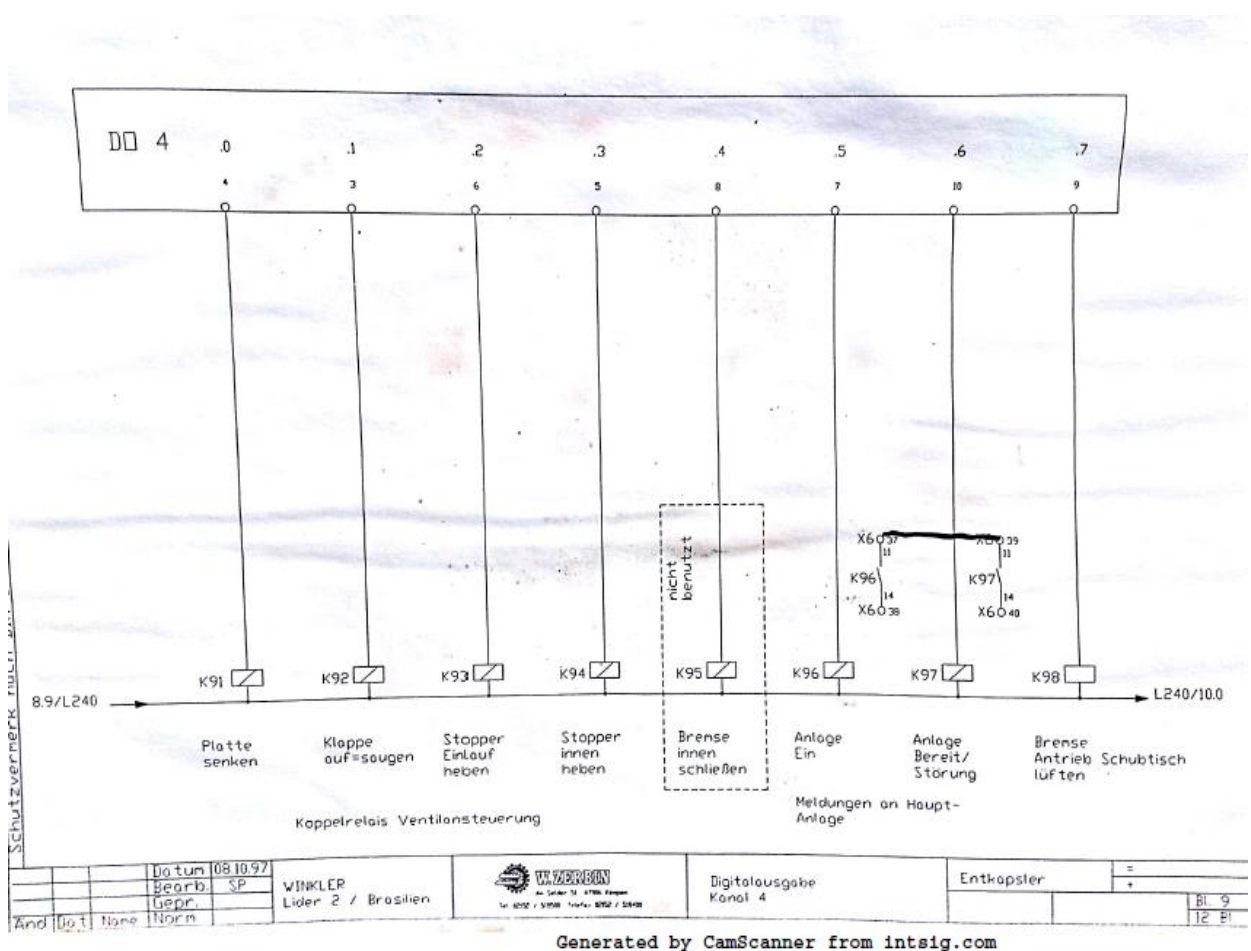 DO 4 .0 .1 .2 .3 .4 .5 .6 .7
4 3 6 5 8 7 10 9
nicht
benutzt
X6 37 39
11 11
K96 K97
14 14
X6 38 X6 40
K91 K92 K93 K94 K95 K96 K97 K98
8.9/L240 L240/10.0
Platte
senken
Klappe
auf=saugen
Stopper
Einlauf
heben
Stopper
innen
heben
Bremse
innen
schließen
Anlage
Ein
Anlage
Bereit/
Störung
Bremse
Antrieb Schubtisch
lüften
Koppelrelais Ventilansteuerung
Meldungen an Haupt-
Anlage
Schutzvermerk nach
Datum 08.10.97
Bearb. SP
Gepr.
Änd Dat Name Norm
WINKLER
Lider 2 / Brasilien
W. ZERBIN
Digitalausgabe
Kanal 4
Entkapsler
=
+
Bl. 9
12 Bl
Generated by CamScanner from intsig.com